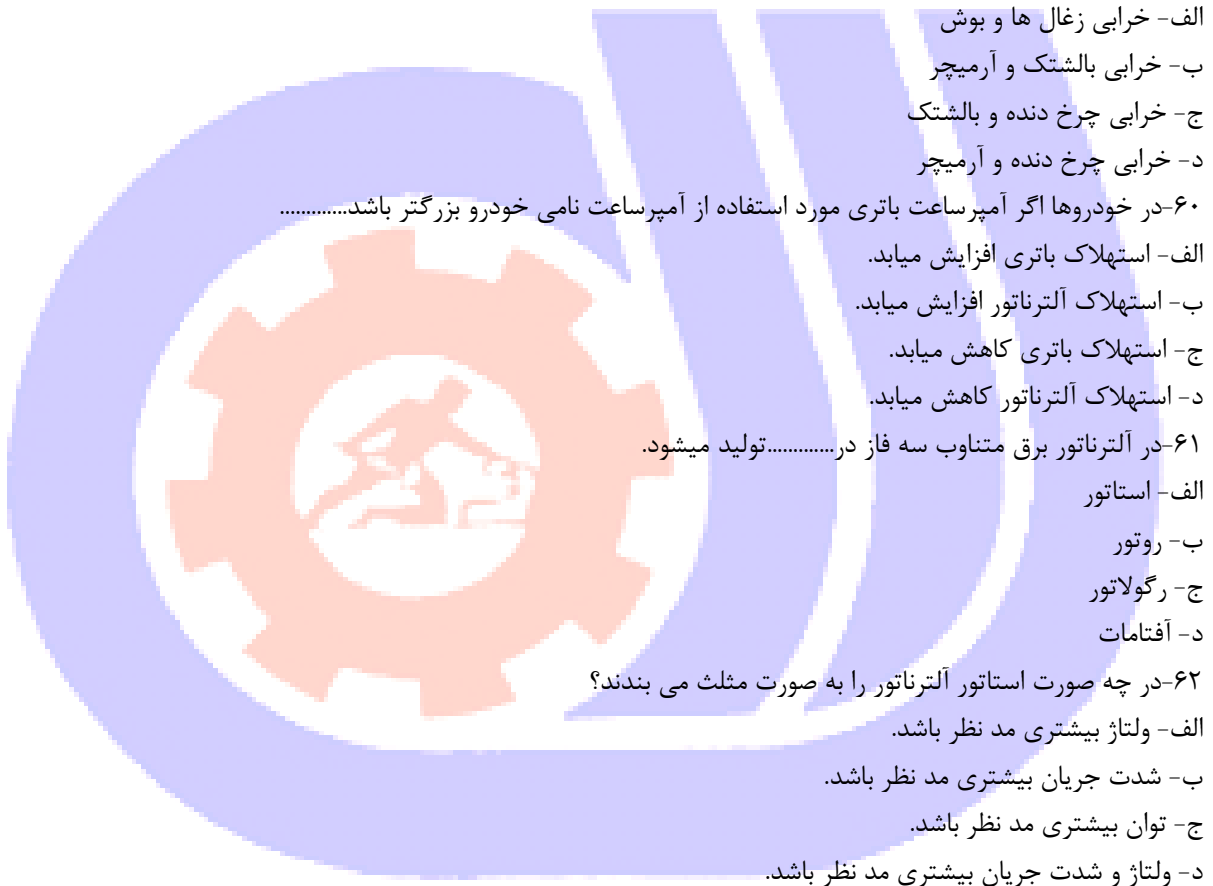 الف- خرابی زغال ها و بوش
ب- خرابی بالشتک و آرمیچر
ج- خرابی چرخ دنده و بالشتک
د- خرابی چرخ دنده و آرمیچر
۶۰-در خودروها اگر آمپرساعت باتری مورد استفاده از آمپرساعت نامی خودرو بزرگتر باشد.............
الف- استهلاک باتری افزایش میابد.
ب- استهلاک آلترناتور افزایش میابد.
ج- استهلاک باتری کاهش میابد.
د- استهلاک آلترناتور کاهش میابد.
۶۱-در آلترناتور برق متناوب سه فاز در.............تولید میشود.
الف- استاتور
ب- روتور
ج- رگولاتور
د- آفتامات
۶۲-در چه صورت استاتور آلترناتور را به صورت مثلث می بندند؟
الف- ولتاژ بیشتری مد نظر باشد.
ب- شدت جریان بیشتری مد نظر باشد.
ج- توان بیشتری مد نظر باشد.
د- ولتاژ و شدت جریان بیشتری مد نظر باشد.